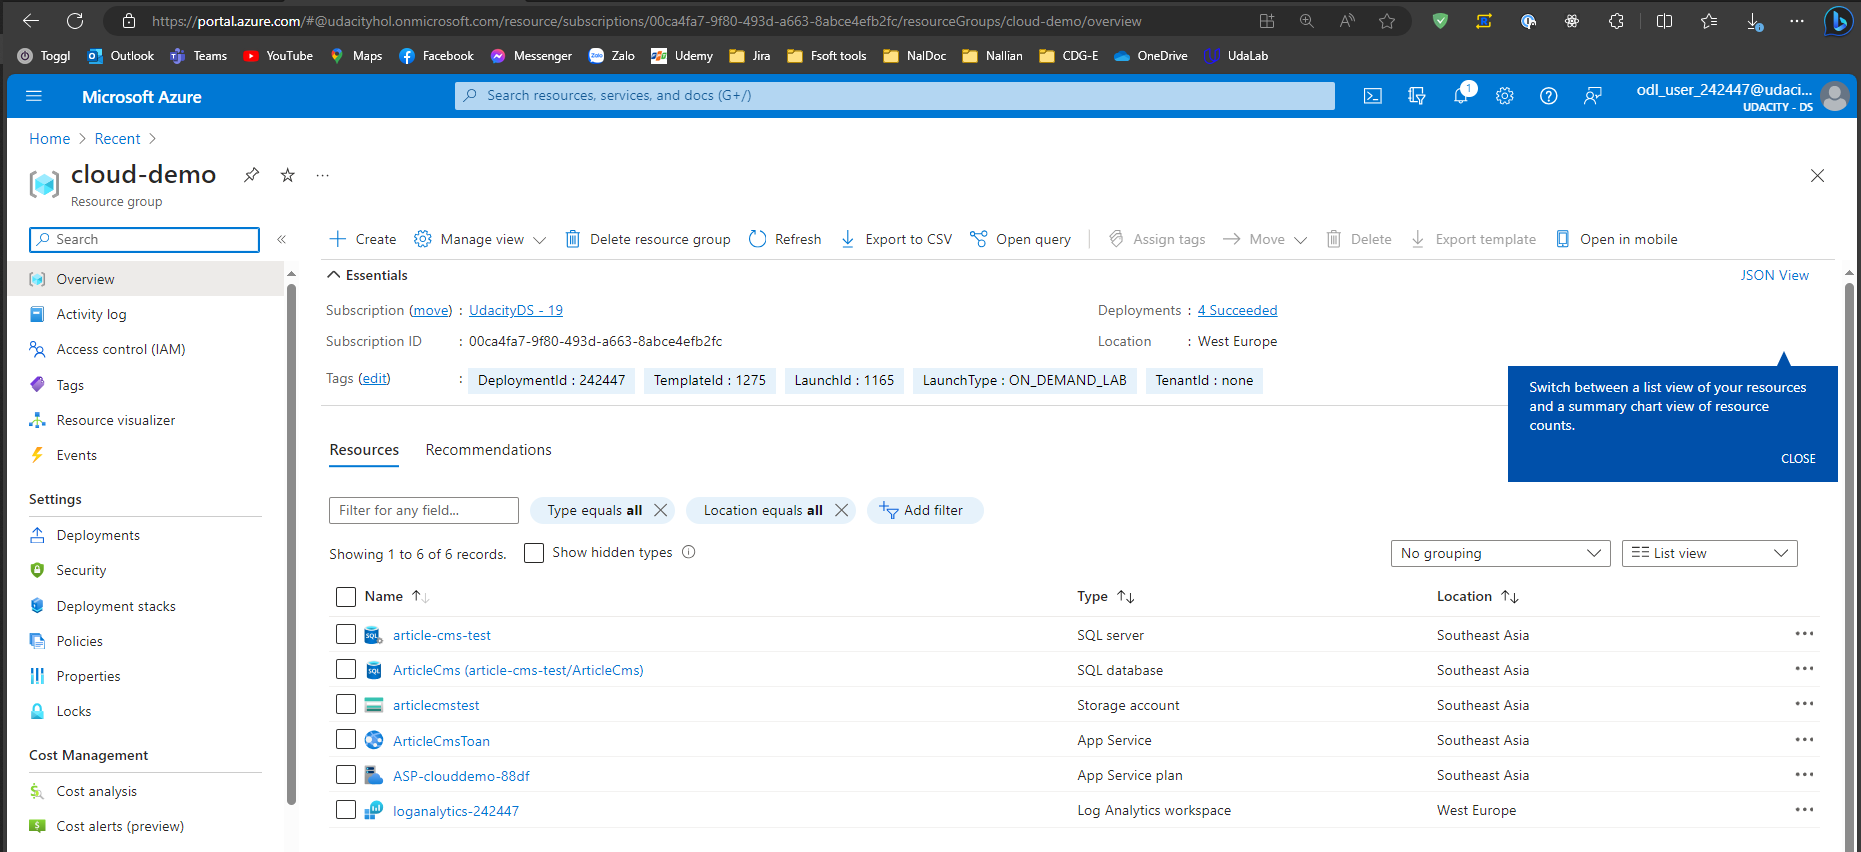 https://portal.azure.com/#@udacityhol.onmicrosoft.com/resource/subscriptions/00ca4fa7-9f80-493d-a663-8abce4efb2fc/resourceGroups/cloud-demo/overview
Toggl Outlook Teams YouTube Maps Facebook Messenger Zalo Udemy Jira Fsoft tools NalDoc Nallian CDG-E OneDrive UdaLab
Microsoft Azure
Search resources, services, and docs (G+/)
1
odl_user_242447@udaci...
UDACITY - DS
Home > Recent >
cloud-demo
...
Resource group
Search
«
Create Manage view Delete resource group Refresh Export to CSV Open query Assign tags Move Delete Export template Open in mobile
Overview
Activity log
Access control (IAM)
Tags
Resource visualizer
Events
Settings
Deployments
Security
Deployment stacks
Policies
Properties
Locks
Cost Management
Cost analysis
Cost alerts (preview)
Essentials
JSON View
Subscription (move) : UdacityDS - 19
Deployments : 4 Succeeded
Subscription ID : 00ca4fa7-9f80-493d-a663-8abce4efb2fc
Location : West Europe
Tags (edit) : DeploymentId : 242447 TemplateId : 1275 LaunchId : 1165 LaunchType : ON_DEMAND_LAB TenantId : none
Switch between a list view of your resources
and a summary chart view of resource
counts.
CLOSE
Resources Recommendations
Filter for any field... Type equals all Location equals all Add filter
Showing 1 to 6 of 6 records. Show hidden types
No grouping List view
Name Type Location
article-cms-test SQL server Southeast Asia
ArticleCms (article-cms-test/ArticleCms) SQL database Southeast Asia
articlecmstest Storage account Southeast Asia
ArticleCmsToan App Service Southeast Asia
ASP-clouddemo-88df App Service plan Southeast Asia
loganalytics-242447 Log Analytics workspace West Europe